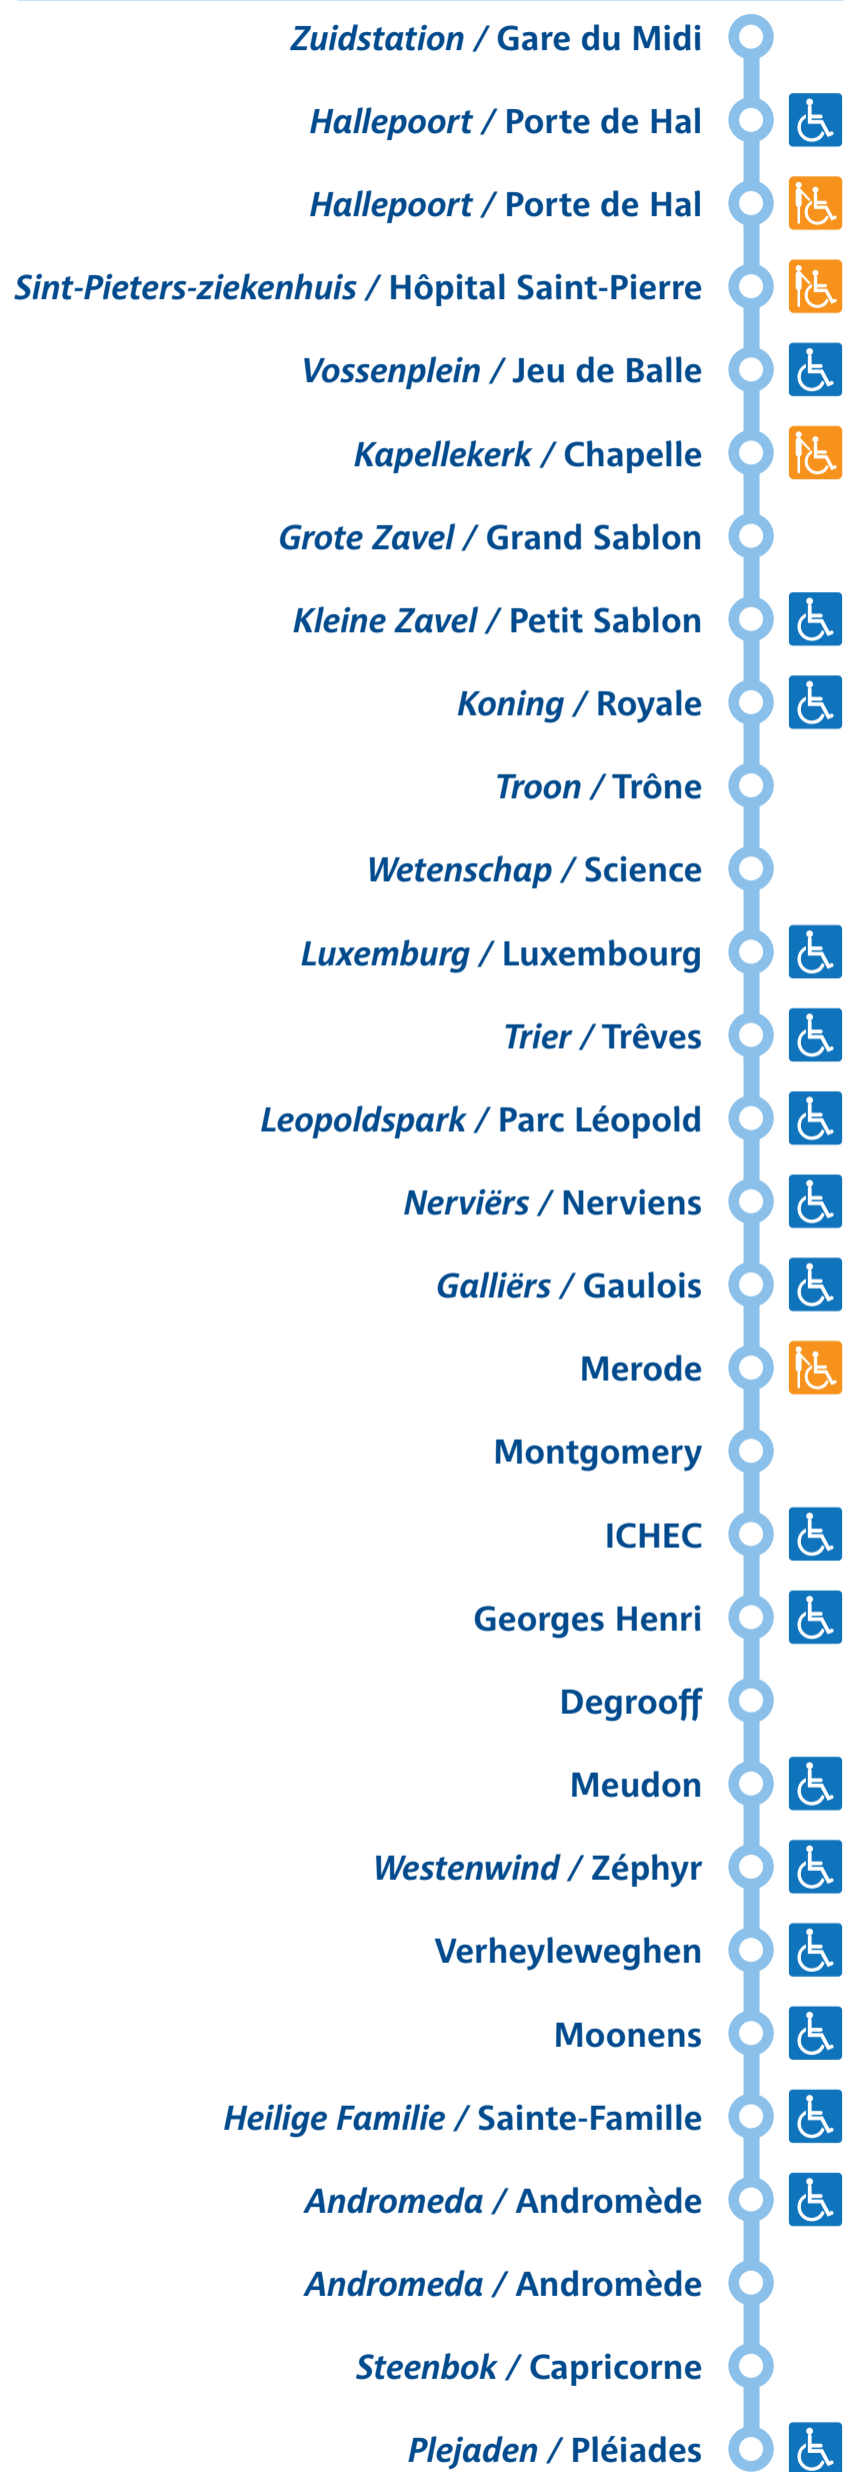 Zuidstation / Gare du Midi
Hallepoort / Porte de Hal
Hallepoort / Porte de Hal
Sint-Pieters-ziekenhuis / Hôpital Saint-Pierre
Vossenplein / Jeu de Balle
Kapellekerk / Chapelle
Grote Zavel / Grand Sablon
Kleine Zavel / Petit Sablon
Koning / Royale
Troon / Trône
Wetenschap / Science
Luxemburg / Luxembourg
Trier / Trêves
Leopoldspark / Parc Léopold
Nerviërs / Nerviens
Galliërs / Gaulois
Merode
Montgomery
ICHEC
Georges Henri
Degrooff
Meudon
Westenwind / Zéphyr
Verheyleweghen
Moonens
Heilige Familie / Sainte-Famille
Andromeda / Andromède
Andromeda / Andromède
Steenbok / Capricorne
Plejaden / Pléiades